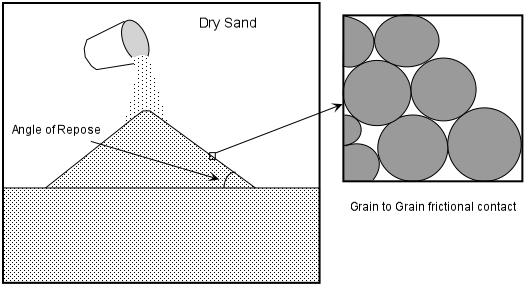 Dry Sand
Angle of Repose
Grain to Grain frictional contact